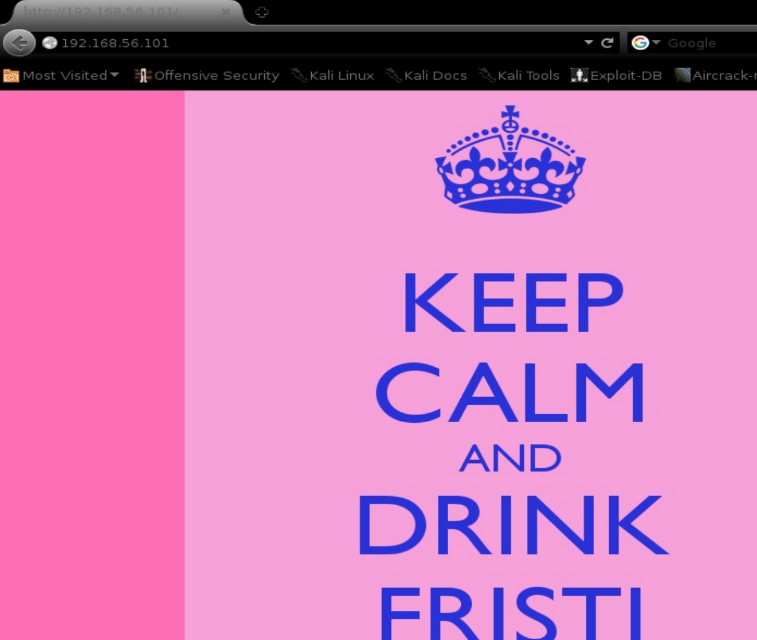 http://192.168.56.101/
192.168.56.101 Google
Most Visited Offensive Security Kali Linux Kali Docs Kali Tools Exploit-DB Aircrack-
KEEP
CALM
AND
DRINK
FRISTI